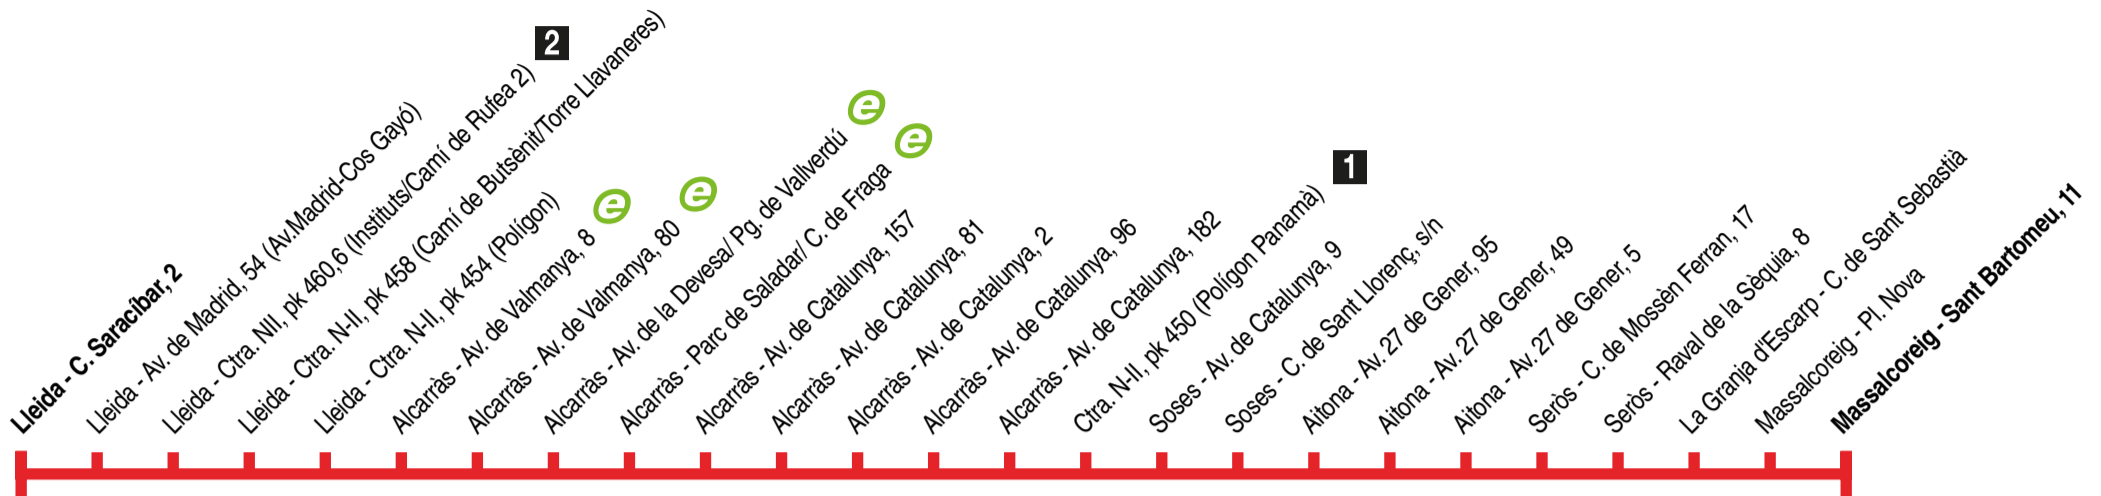 Lleida - C. Saracíbar, 2
Lleida - Av. de Madrid, 54 (Av.Madrid-Cos Gayó)
Lleida - Ctra. NII, pk 460,6 (Instituts/Camí de Rufea 2) 2
Lleida - Ctra. N-II, pk 458 (Camí de Butsènit/Torre Llavaneres)
Lleida - Ctra. N-II, pk 454 (Polígon)
Alcarràs - Av. de Valmanya, 8 e
Alcarràs - Av. de Valmanya, 80 e
Alcarràs - Av. de la Devesa/ Pg. de Vallverdú e
Alcarràs - Parc de Saladar/ C. de Fraga e
Alcarràs - Av. de Catalunya, 157
Alcarràs - Av. de Catalunya, 81
Alcarràs - Av. de Catalunya, 2
Alcarràs - Av. de Catalunya, 96
Alcarràs - Av. de Catalunya, 182
Ctra. N-II, pk 450 (Polígon Panamà) 1
Soses - Av. de Catalunya, 9
Soses - C. de Sant Llorenç, s/n
Aitona - Av. 27 de Gener, 95
Aitona - Av. 27 de Gener, 49
Aitona - Av. 27 de Gener, 5
Seròs - C. de Mossèn Ferran, 17
Seròs - Raval de la Sèquia, 8
La Granja d'Escarp - C. de Sant Sebastià
Massalcoreig - Pl. Nova
Massalcoreig - Sant Bartomeu, 11